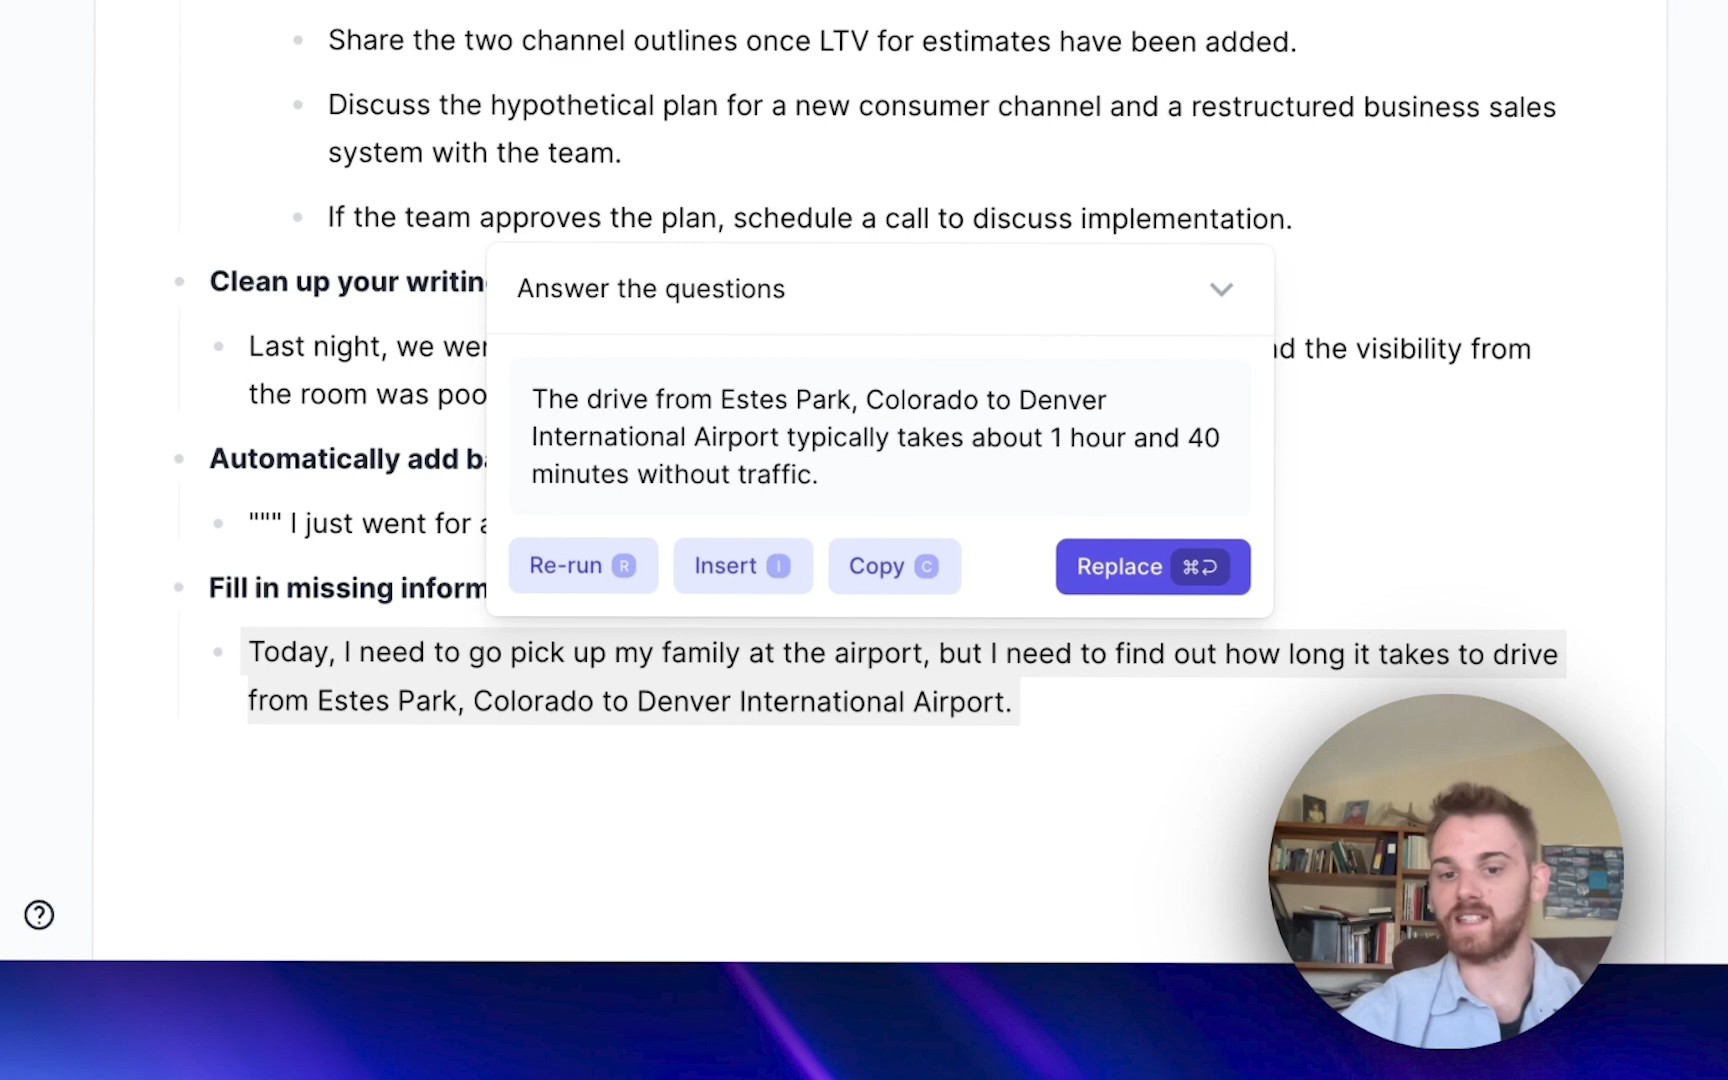 Share the two channel outlines once LTV for estimates have been added.
Discuss the hypothetical plan for a new consumer channel and a restructured business sales
system with the team.
If the team approves the plan, schedule a call to discuss implementation.
Clean up your writin
Answer the questions
Last night, we wer
nd the visibility from
the room was poo
The drive from Estes Park, Colorado to Denver
International Airport typically takes about 1 hour and 40
minutes without traffic.
Automatically add ba
""" I just went for a
Re-run R
Insert I
Copy C
Replace ⌘⮐
Fill in missing inform
Today, I need to go pick up my family at the airport, but I need to find out how long it takes to drive
from Estes Park, Colorado to Denver International Airport.
?